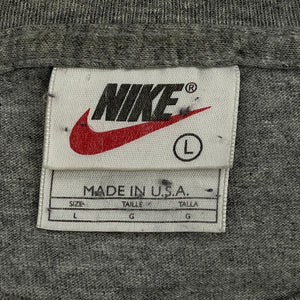 NIKE®
L
MADE IN U.S.A.
SIZE TAILLE TALLA
L G G